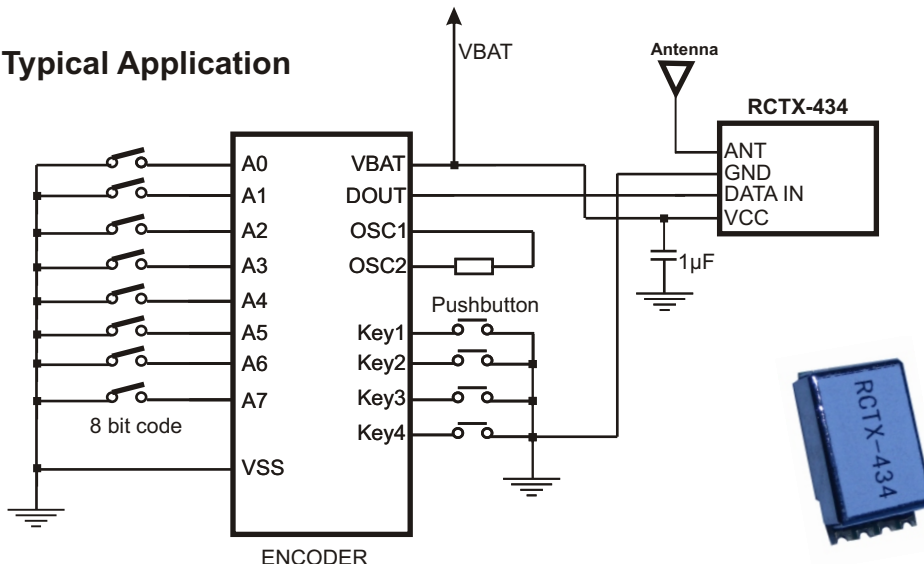 Typical Application
VBAT
Antenna
RCTX-434
ANT
GND
DATA IN
VCC
1µF
A0
A1
A2
A3
A4
A5
A6
A7
VSS
VBAT
DOUT
OSC1
OSC2
Key1
Key2
Key3
Key4
Pushbutton
8 bit code
ENCODER
RCTX-434